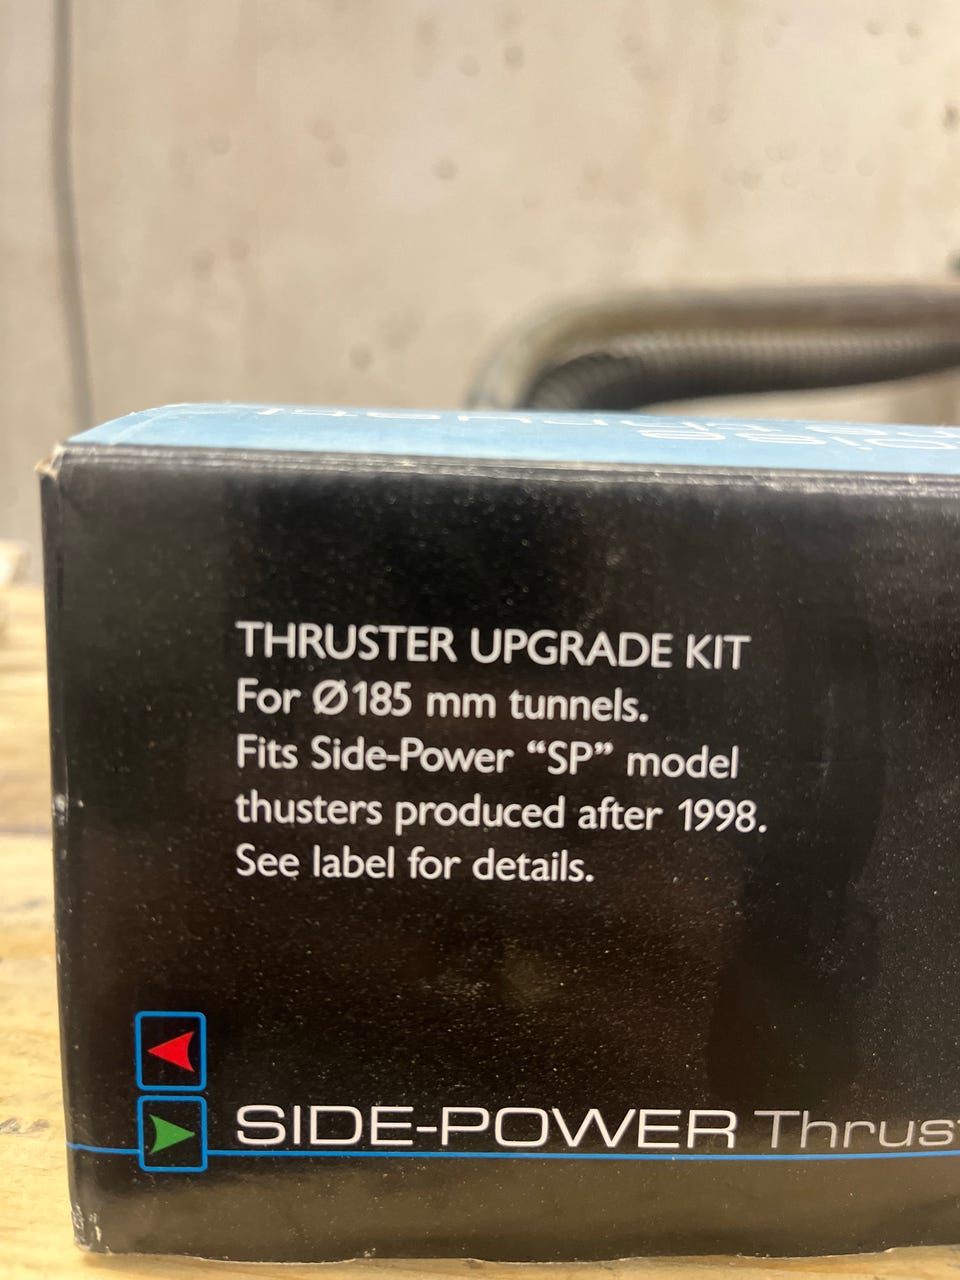 THRUSTER UPGRADE KIT
For Ø185 mm tunnels.
Fits Side-Power “SP” model
thusters produced after 1998.
See label for details.
SIDE-POWER